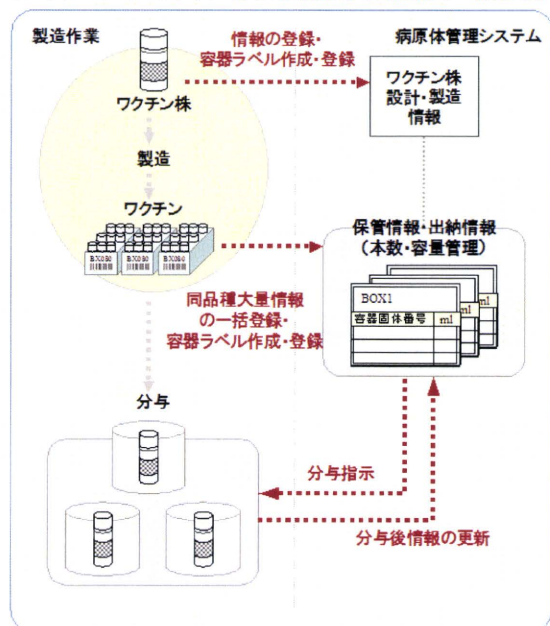 製造作業
病原体管理システム
情報の登録・
容器ラベル作成・登録
ワクチン株
ワクチン株
設計・製造
情報
製造
ワクチン
保管情報・出納情報
（本数・容量管理）
BOX1
容器固体番号 ml
ml
ml
同品種大量情報
の一括登録・
容器ラベル作成・登録
分与
分与指示
分与後情報の更新